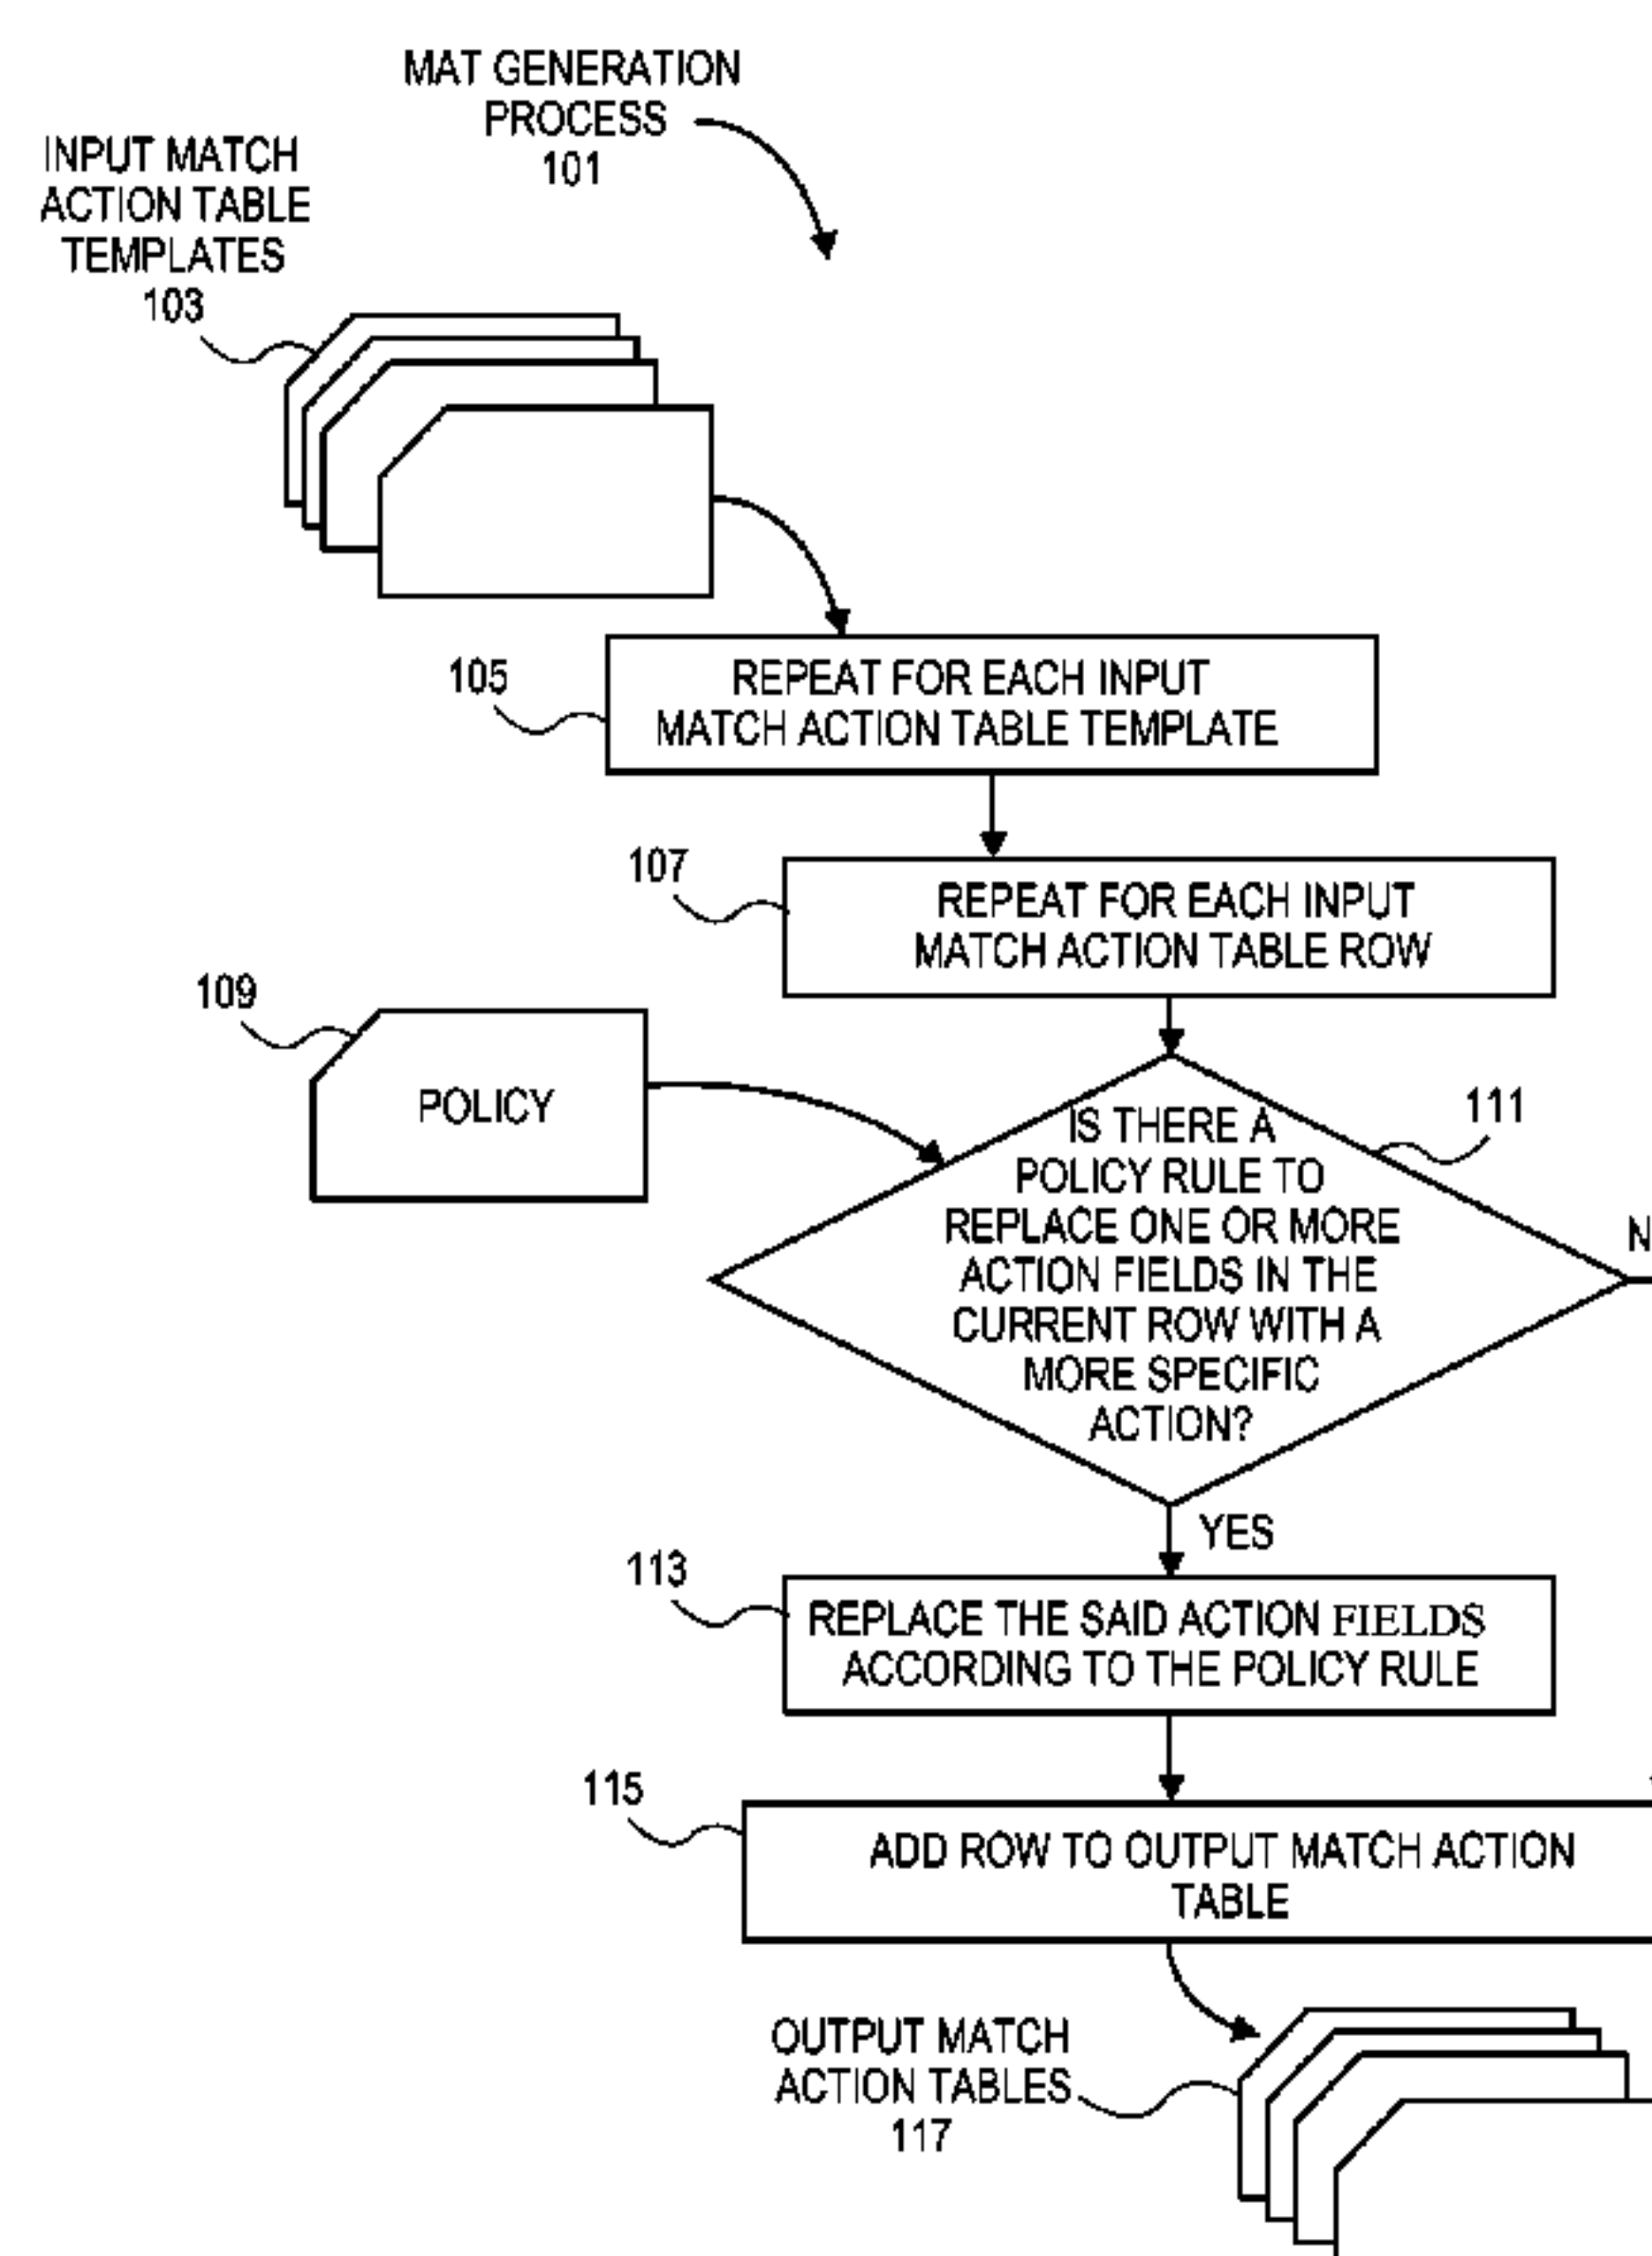 MAT GENERATION
PROCESS
101
INPUT MATCH
ACTION TABLE
TEMPLATES
103
105
REPEAT FOR EACH INPUT
MATCH ACTION TABLE TEMPLATE
107
REPEAT FOR EACH INPUT
MATCH ACTION TABLE ROW
109
POLICY
111
IS THERE A
POLICY RULE TO
REPLACE ONE OR MORE
ACTION FIELDS IN THE
CURRENT ROW WITH A
MORE SPECIFIC
ACTION?
YES
113
REPLACE THE SAID ACTION FIELDS
ACCORDING TO THE POLICY RULE
115
ADD ROW TO OUTPUT MATCH ACTION
TABLE
OUTPUT MATCH
ACTION TABLES
117